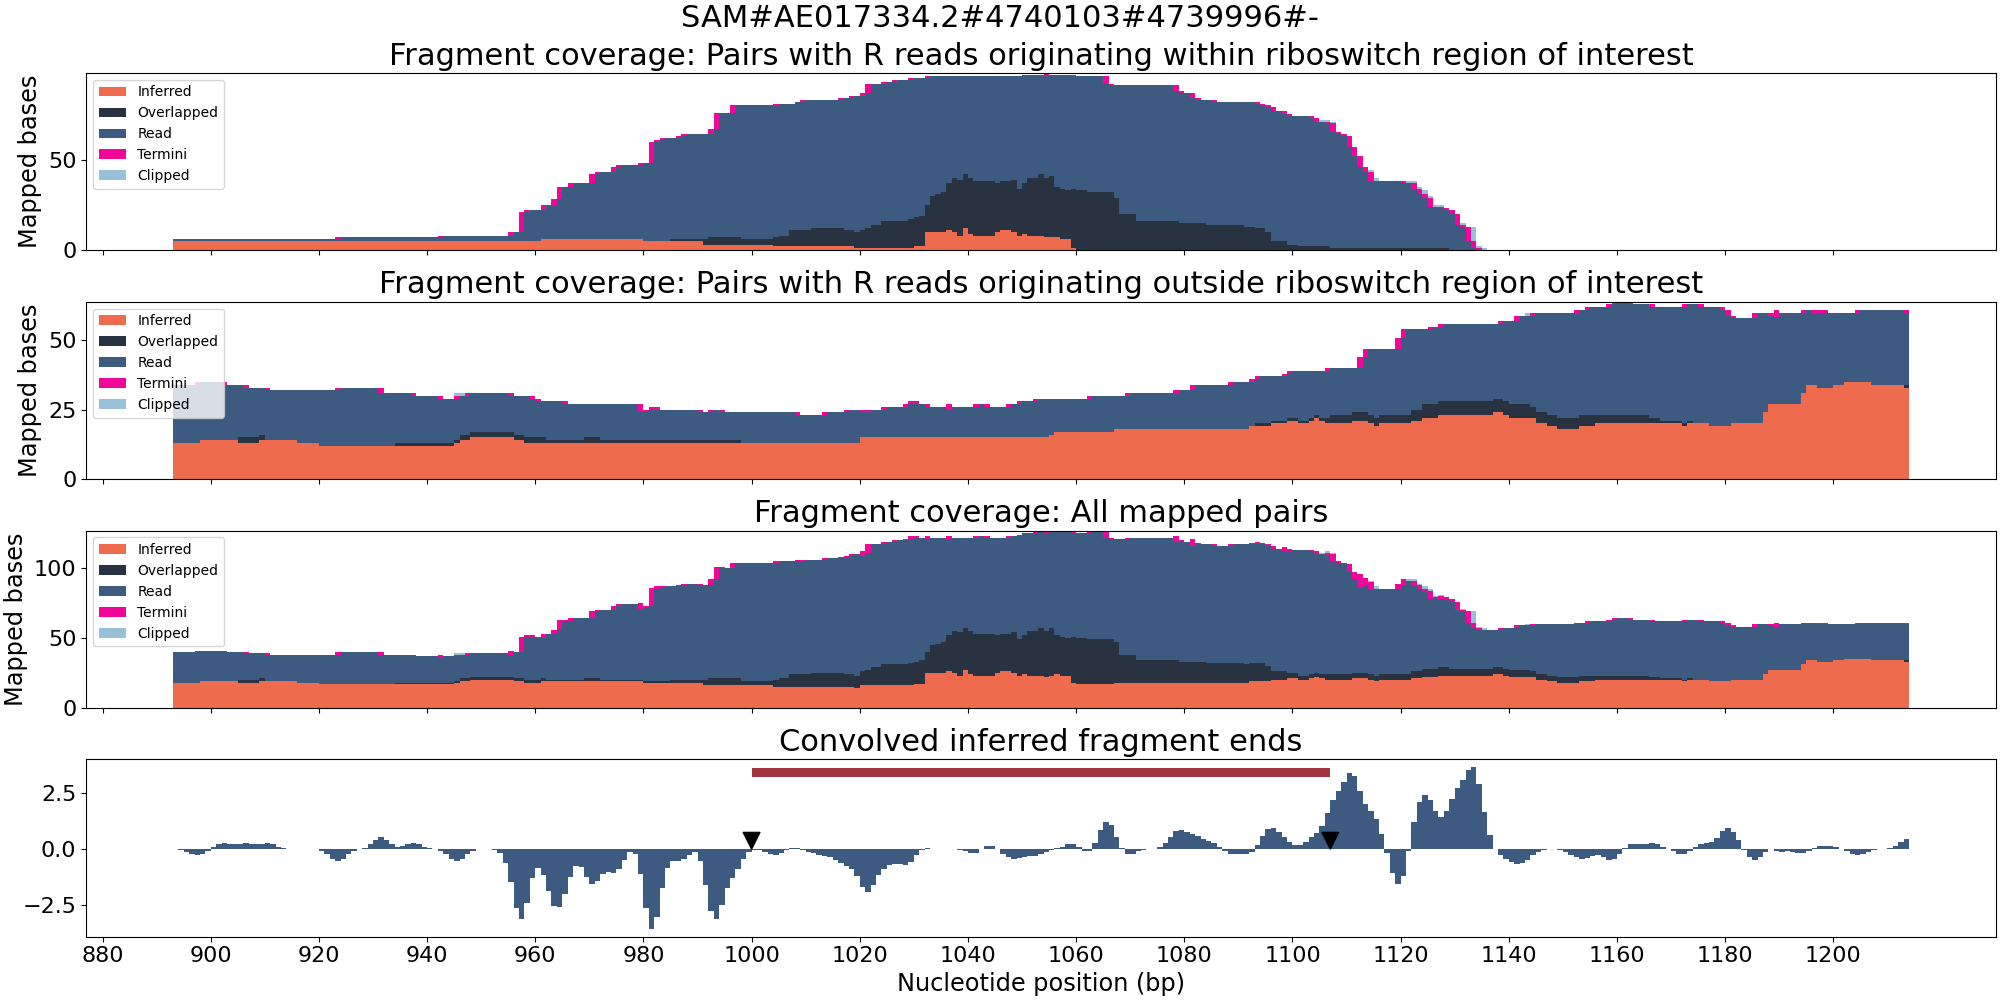 SAM#AE017334.2#4740103#4739996#-
Fragment coverage: Pairs with R reads originating within riboswitch region of interest
Mapped bases
50
0
Inferred
Overlapped
Read
Termini
Clipped
Fragment coverage: Pairs with R reads originating outside riboswitch region of interest
Mapped bases
50
25
0
Inferred
Overlapped
Read
Termini
Clipped
Fragment coverage: All mapped pairs
Mapped bases
100
50
0
Inferred
Overlapped
Read
Termini
Clipped
Convolved inferred fragment ends
2.5
0.0
−2.5
880 900 920 940 960 980 1000 1020 1040 1060 1080 1100 1120 1140 1160 1180 1200
Nucleotide position (bp)